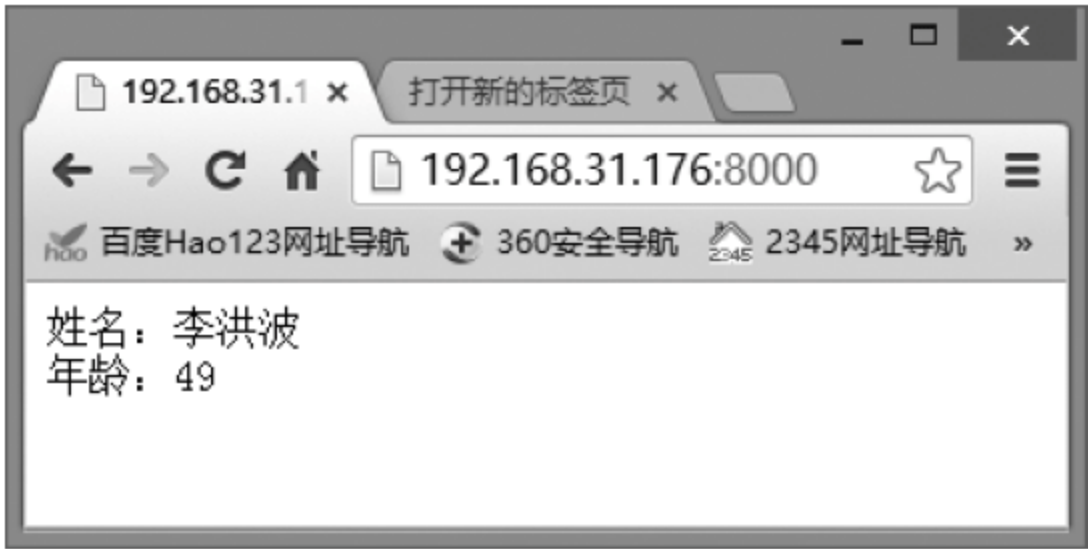 192.168.31.1 打开新的标签页
192.168.31.176:8000
hao 百度Hao123网址导航 360安全导航 2345 2345网址导航 »
姓名：李洪波
年龄：49